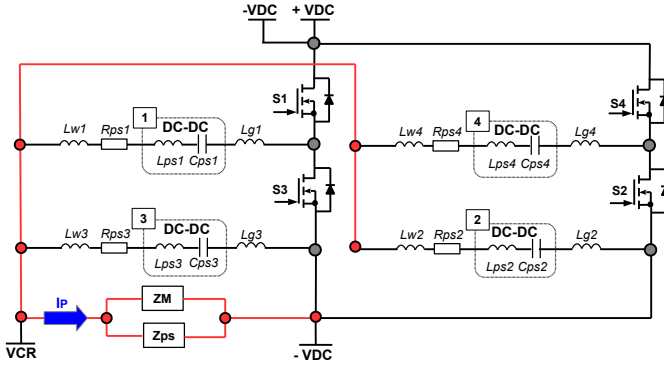 -VDC + VDC
S1
S4
1
DC-DC
Lw1 Rps1 Lps1 Cps1 Lg1
4
DC-DC
Lw4 Rps4 Lps4 Cps4 Lg4
S3
S2
3
DC-DC
Lw3 Rps3 Lps3 Cps3 Lg3
2
DC-DC
Lw2 Rps2 Lps2 Cps2 Lg2
IP
ZM
Zps
VCR
- VDC